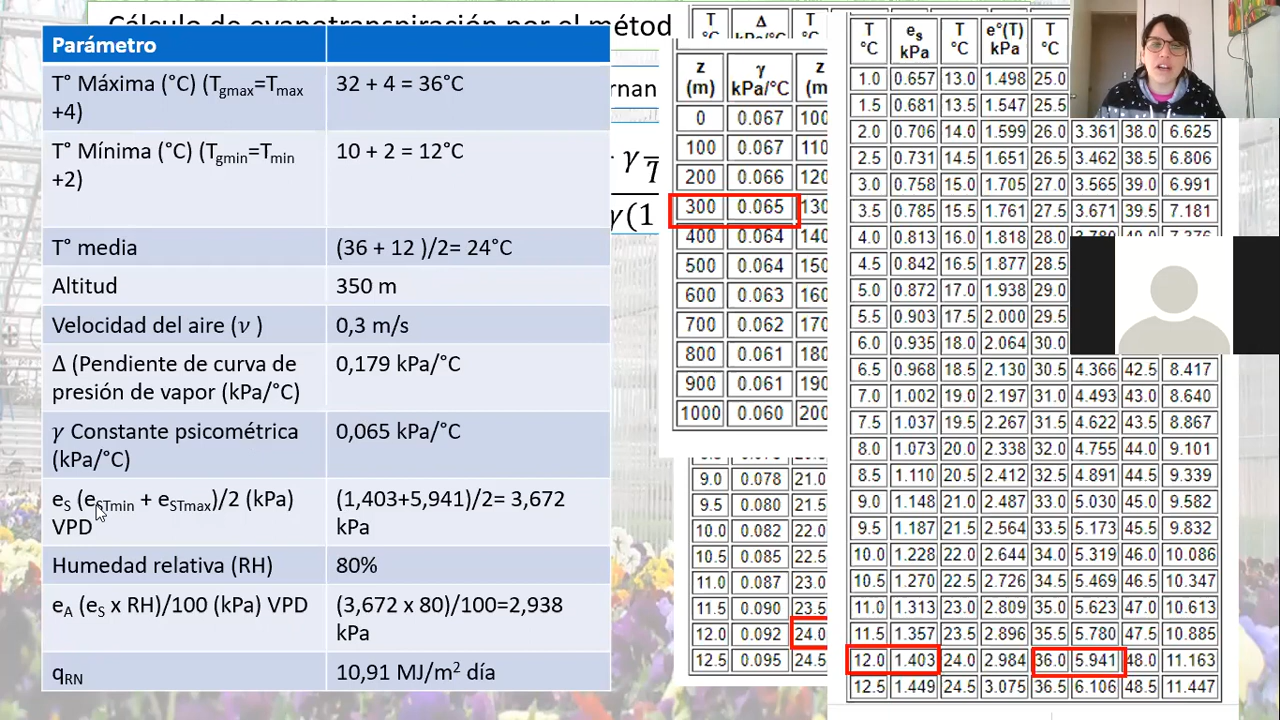 Cálculo de evapotranspiración por el métod
Parámetro
T° Máxima (°C) (Tgmax=Tmax +4) 32 + 4 = 36°C
T° Mínima (°C) (Tgmin=Tmin +2) 10 + 2 = 12°C
T° media (36 + 12 )/2= 24°C
Altitud 350 m
Velocidad del aire (ν ) 0,3 m/s
Δ (Pendiente de curva de presión de vapor (kPa/°C) 0,179 kPa/°C
γ Constante psicométrica (kPa/°C) 0,065 kPa/°C
eS (eSTmin + eSTmax)/2 (kPa) VPD (1,403+5,941)/2= 3,672 kPa
Humedad relativa (RH) 80%
eA (eS x RH)/100 (kPa) VPD (3,672 x 80)/100=2,938 kPa
qRN 10,91 MJ/m² día
rnan
γ T
γ(1
T Δ T
°C kPa/°C °C
z γ z
(m) kPa/°C (m
0 0.067 100
100 0.067 110
200 0.066 120
300 0.065 130
400 0.064 140
500 0.064 150
600 0.063 160
700 0.062 170
800 0.061 180
900 0.061 190
1000 0.060 200
9.0 0.078 21.0
9.5 0.080 21.5
10.0 0.082 22.0
10.5 0.085 22.5
11.0 0.087 23.0
11.5 0.090 23.5
12.0 0.092 24.0
12.5 0.095 24.5
T es T e°(T) T
°C kPa °C kPa °C
1.0 0.657 13.0 1.498 25.0
1.5 0.681 13.5 1.547 25.5
2.0 0.706 14.0 1.599 26.0 3.361 38.0 6.625
2.5 0.731 14.5 1.651 26.5 3.462 38.5 6.806
3.0 0.758 15.0 1.705 27.0 3.565 39.0 6.991
3.5 0.785 15.5 1.761 27.5 3.671 39.5 7.181
4.0 0.813 16.0 1.818 28.0
4.5 0.842 16.5 1.877 28.5
5.0 0.872 17.0 1.938 29.0
5.5 0.903 17.5 2.000 29.5
6.0 0.935 18.0 2.064 30.0
6.5 0.968 18.5 2.130 30.5 4.366 42.5 8.417
7.0 1.002 19.0 2.197 31.0 4.493 43.0 8.640
7.5 1.037 19.5 2.267 31.5 4.622 43.5 8.867
8.0 1.073 20.0 2.338 32.0 4.755 44.0 9.101
8.5 1.110 20.5 2.412 32.5 4.891 44.5 9.339
9.0 1.148 21.0 2.487 33.0 5.030 45.0 9.582
9.5 1.187 21.5 2.564 33.5 5.173 45.5 9.832
10.0 1.228 22.0 2.644 34.0 5.319 46.0 10.086
10.5 1.270 22.5 2.726 34.5 5.469 46.5 10.347
11.0 1.313 23.0 2.809 35.0 5.623 47.0 10.613
11.5 1.357 23.5 2.896 35.5 5.780 47.5 10.885
12.0 1.403 24.0 2.984 36.0 5.941 48.0 11.163
12.5 1.449 24.5 3.075 36.5 6.106 48.5 11.447